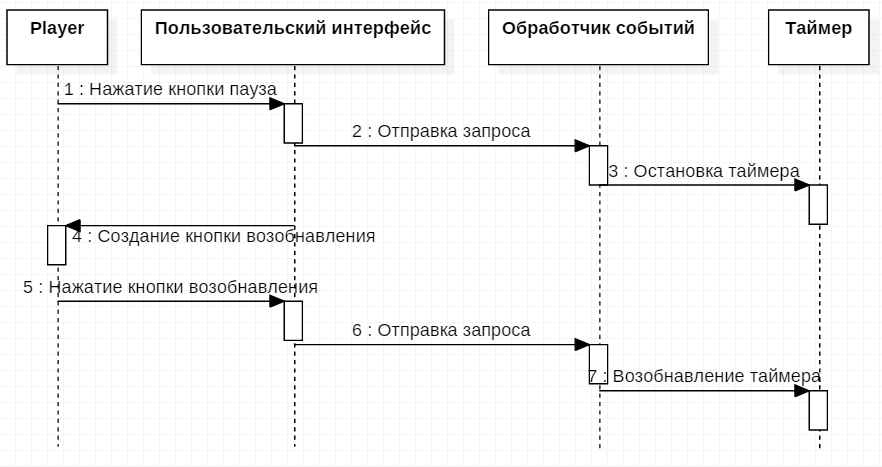 Player
Пользовательский интерфейс
Обработчик событий
Таймер
1 : Нажатие кнопки пауза
2 : Отправка запроса
3 : Остановка таймера
4 : Создание кнопки возобнавления
5 : Нажатие кнопки возобнавления
6 : Отправка запроса
7 : Возобнавление таймера